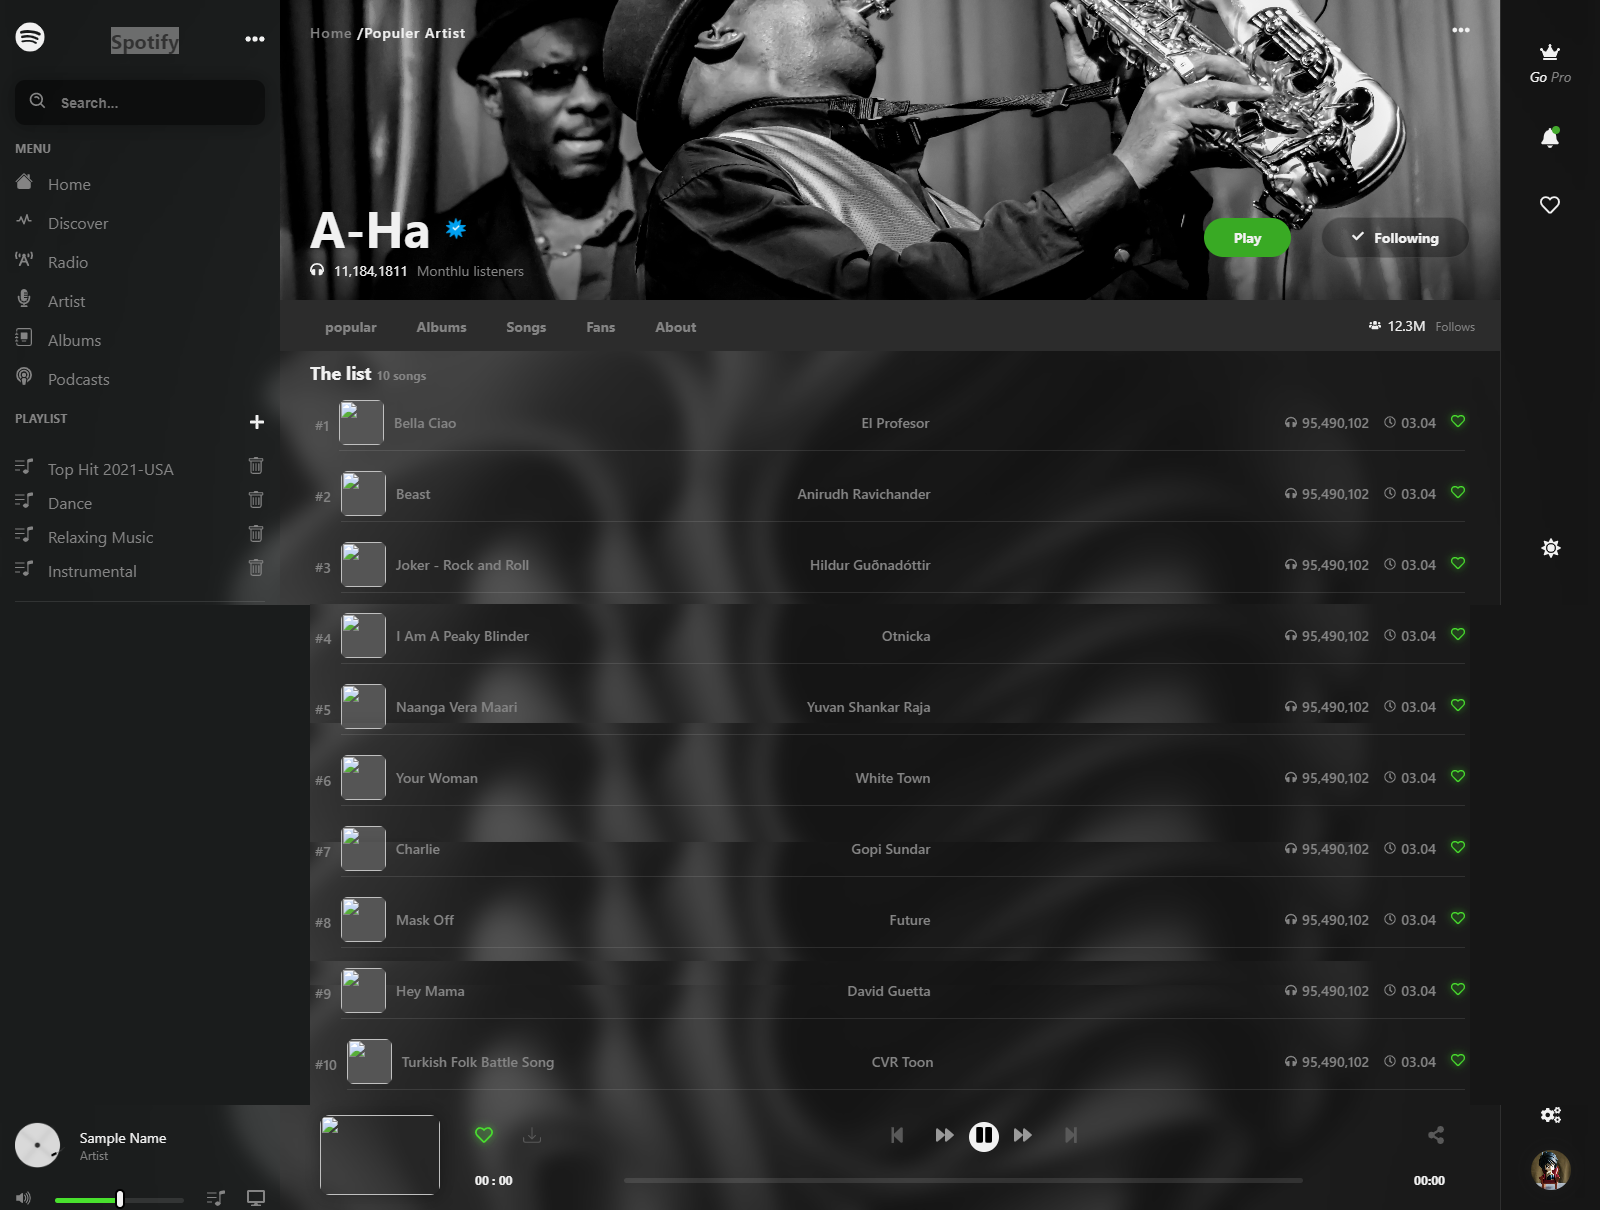 Spotify
Search...
MENU
Home
Discover
Radio
Artist
Albums
Podcasts
PLAYLIST
Top Hit 2021-USA
Dance
Relaxing Music
Instrumental
Home /Populer Artist
A-Ha
11,184,1811 Monthlu listeners
Play
Following
Go Pro
popular Albums Songs Fans About
12.3M Follows
The list 10 songs
#1 Bella Ciao El Profesor 95,490,102 03.04
#2 Beast Anirudh Ravichander 95,490,102 03.04
#3 Joker - Rock and Roll Hildur Guðnadóttir 95,490,102 03.04
#4 I Am A Peaky Blinder Otnicka 95,490,102 03.04
#5 Naanga Vera Maari Yuvan Shankar Raja 95,490,102 03.04
#6 Your Woman White Town 95,490,102 03.04
#7 Charlie Gopi Sundar 95,490,102 03.04
#8 Mask Off Future 95,490,102 03.04
#9 Hey Mama David Guetta 95,490,102 03.04
#10 Turkish Folk Battle Song CVR Toon 95,490,102 03.04
Sample Name
Artist
00 : 00
00:00